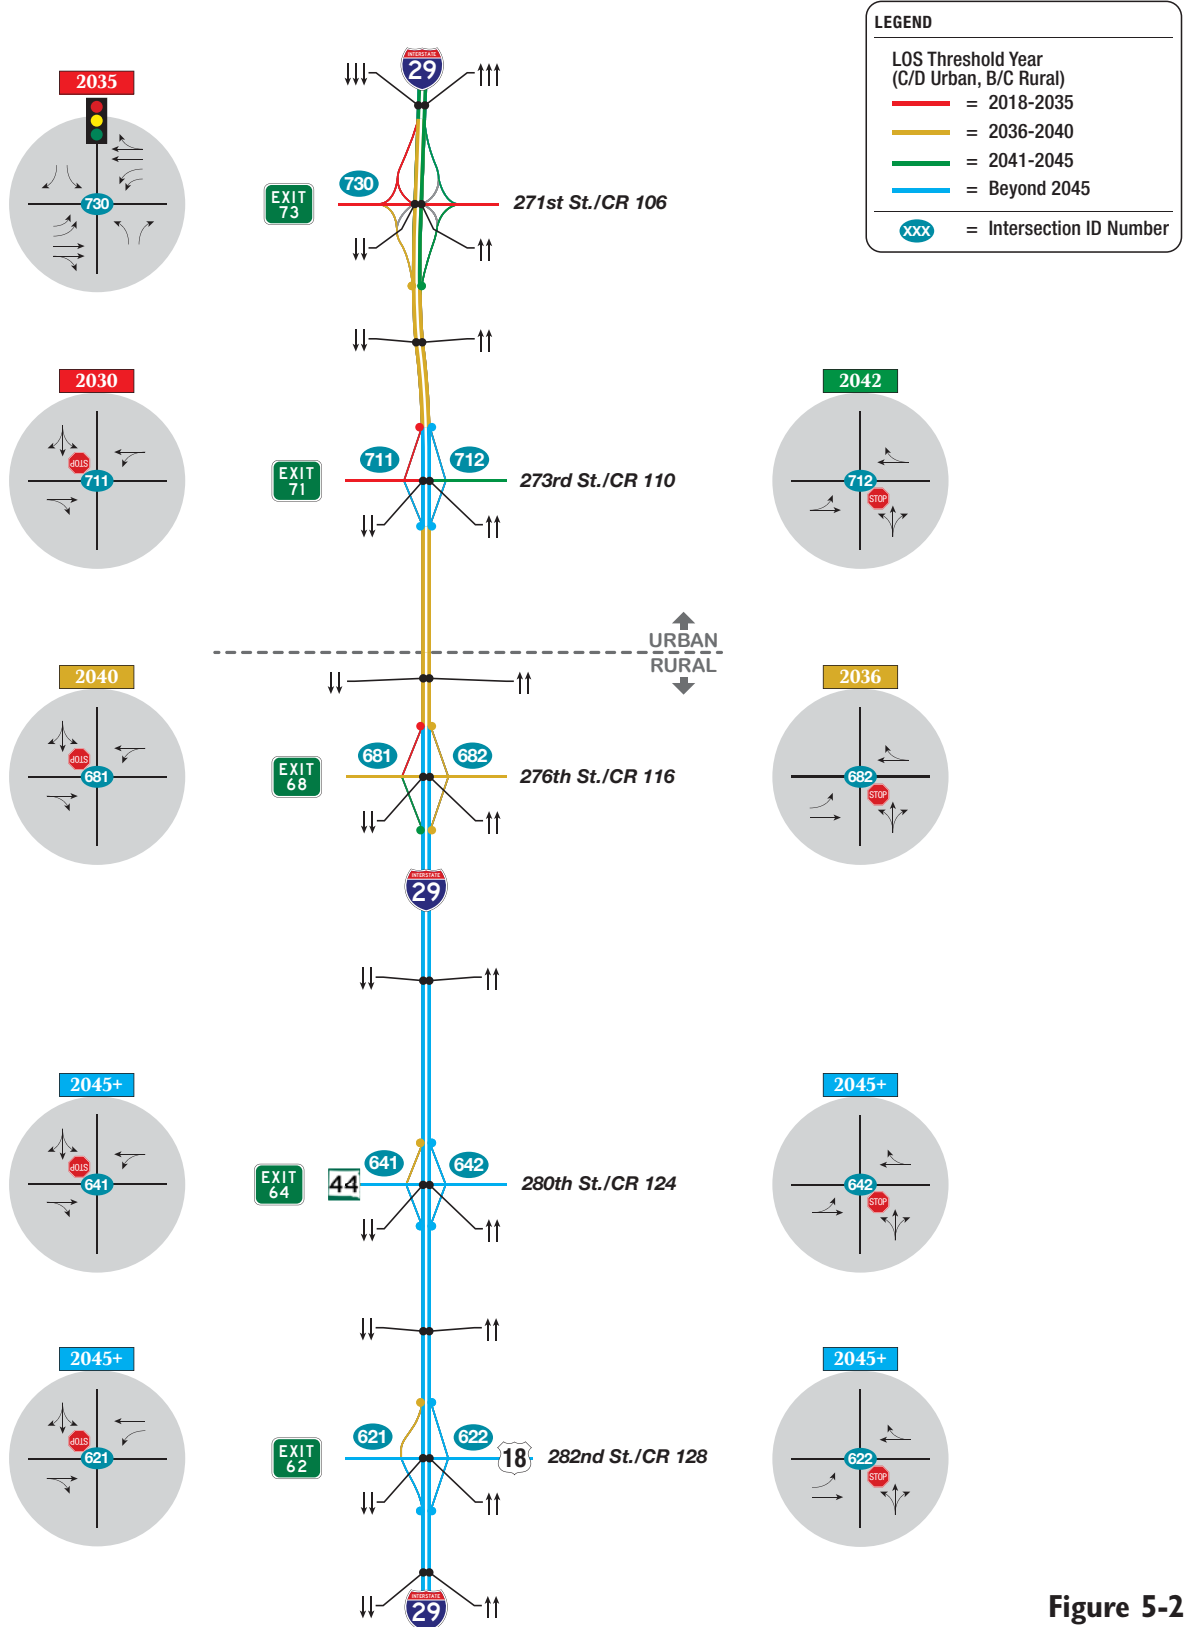 LEGEND
LOS Threshold Year
(C/D Urban, B/C Rural)
= 2018-2035
= 2036-2040
= 2041-2045
= Beyond 2045
XXX = Intersection ID Number
INTERSTATE
29
2035
730
EXIT
73
730
271st St./CR 106
2030
STOP
711
EXIT
71
711
712
273rd St./CR 110
2042
712
STOP
URBAN
RURAL
2040
STOP
681
EXIT
68
681
682
276th St./CR 116
2036
682
STOP
INTERSTATE
29
2045+
STOP
641
EXIT
64
44
641
642
280th St./CR 124
2045+
642
STOP
2045+
STOP
621
EXIT
62
621
622
18
282nd St./CR 128
2045+
622
STOP
INTERSTATE
29
Figure 5-2